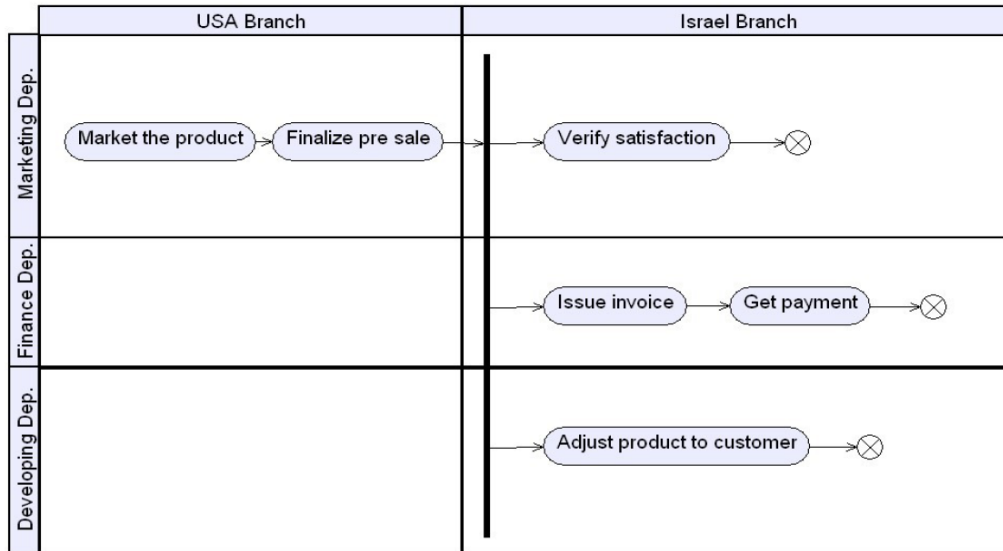 USA Branch
Israel Branch
Marketing Dep.
Market the product
Finalize pre sale
Verify satisfaction
Finance Dep.
Issue invoice
Get payment
Developing Dep.
Adjust product to customer